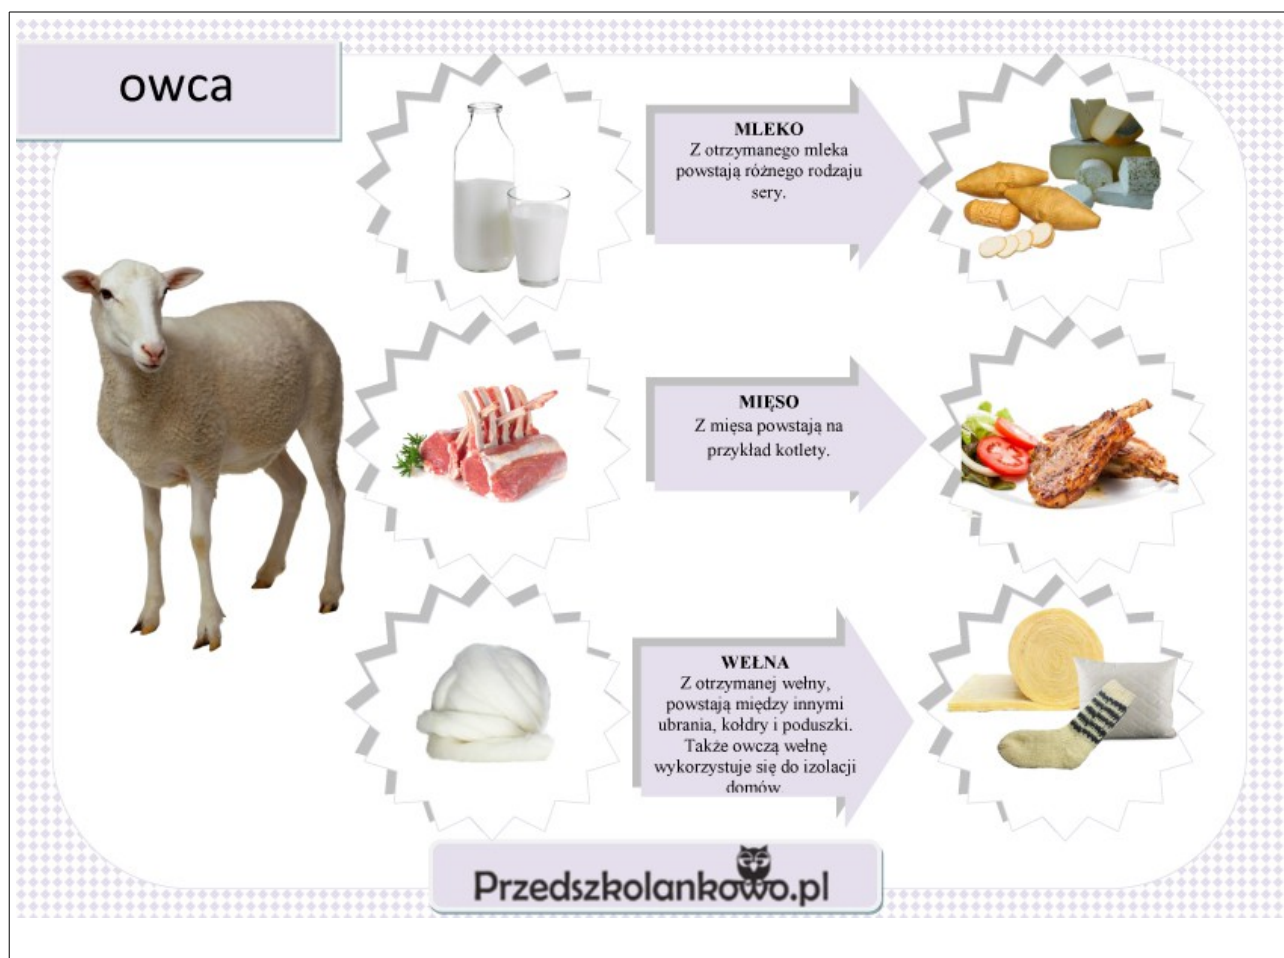 owca
MLEKO
Z otrzymanego mleka
powstają różnego rodzaju
sery.
MIĘSO
Z mięsa powstają na
przykład kotlety.
WEŁNA
Z otrzymanej wełny,
powstają między innymi
ubrania, kołdry i poduszki.
Także owczą wełnę
wykorzystuje się do izolacji
domów.
Przedszkolankowo.pl